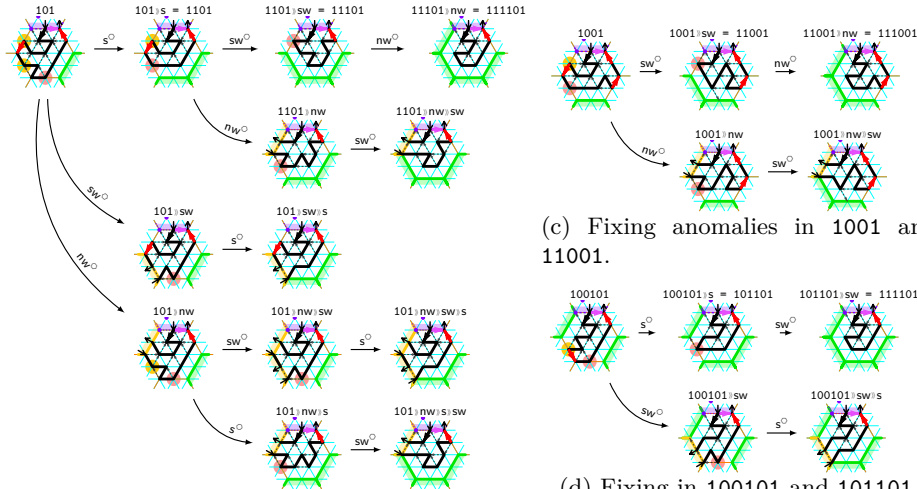 101
101⟫s = 1101
1101⟫sw = 11101
11101⟫nw = 111101
s○
sw○
nw○
1101⟫nw
1101⟫nw⟫sw
nw○
sw○
101⟫sw
101⟫sw⟫s
sw○
s○
nw○
101⟫nw
101⟫nw⟫sw
101⟫nw⟫sw⟫s
sw○
s○
101⟫nw⟫s
101⟫nw⟫s⟫sw
s○
sw○
1001
1001⟫sw = 11001
11001⟫nw = 111001
sw○
nw○
1001⟫nw
1001⟫nw⟫sw
nw○
sw○
(c) Fixing anomalies in 1001 an
11001.
100101
100101⟫s = 101101
101101⟫sw = 111101
s○
sw○
100101⟫sw
100101⟫sw⟫s
sw○
s○
(d) Fixing in 100101 and 101101